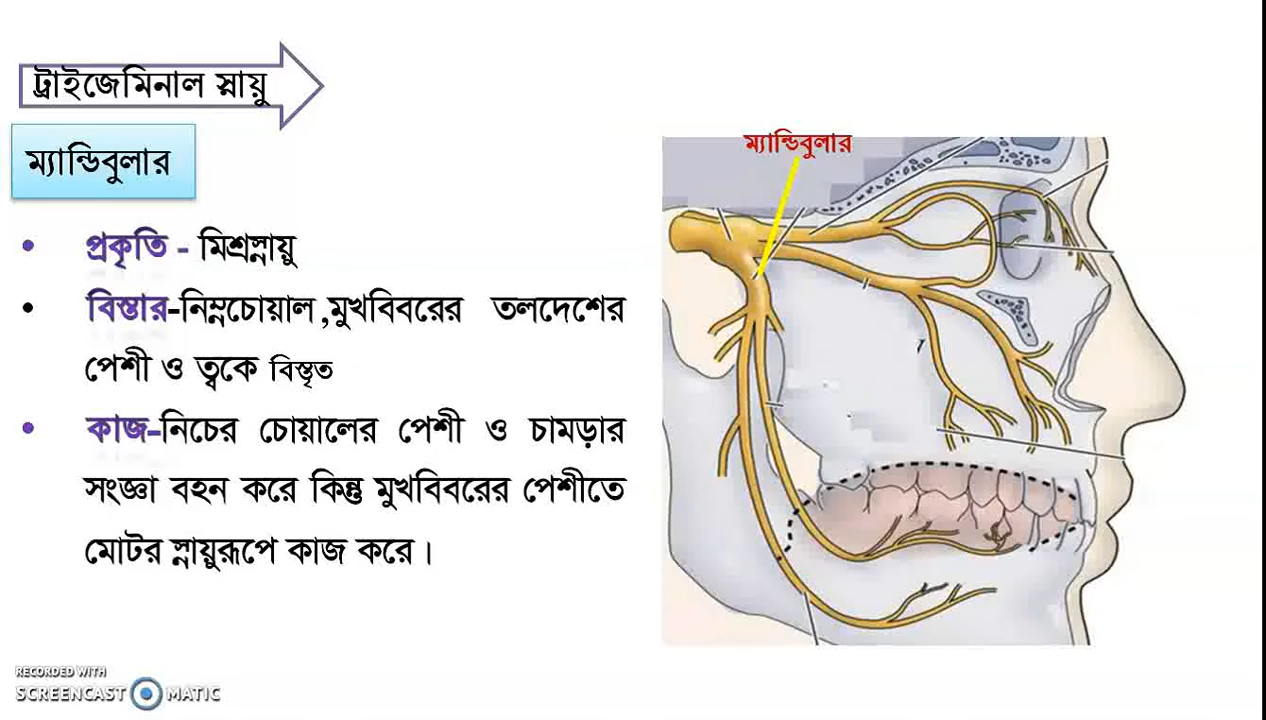 ট্রাইজেমিনাল স্নায়ু
ম্যান্ডিবুলার
ম্যান্ডিবুলার
• প্রকৃতি - মিশ্রস্নায়ু
• বিস্তার-নিম্নচোয়াল,মুখবিবরের তলদেশের
পেশী ও ত্বকে বিস্তৃত
• কাজ-নিচের চোয়ালের পেশী ও চামড়ার
সংজ্ঞা বহন করে কিন্তু মুখবিবরের পেশীতে
মোটর স্নায়ুরূপে কাজ করে।
RECORDED WITH
SCREENCAST MATIC